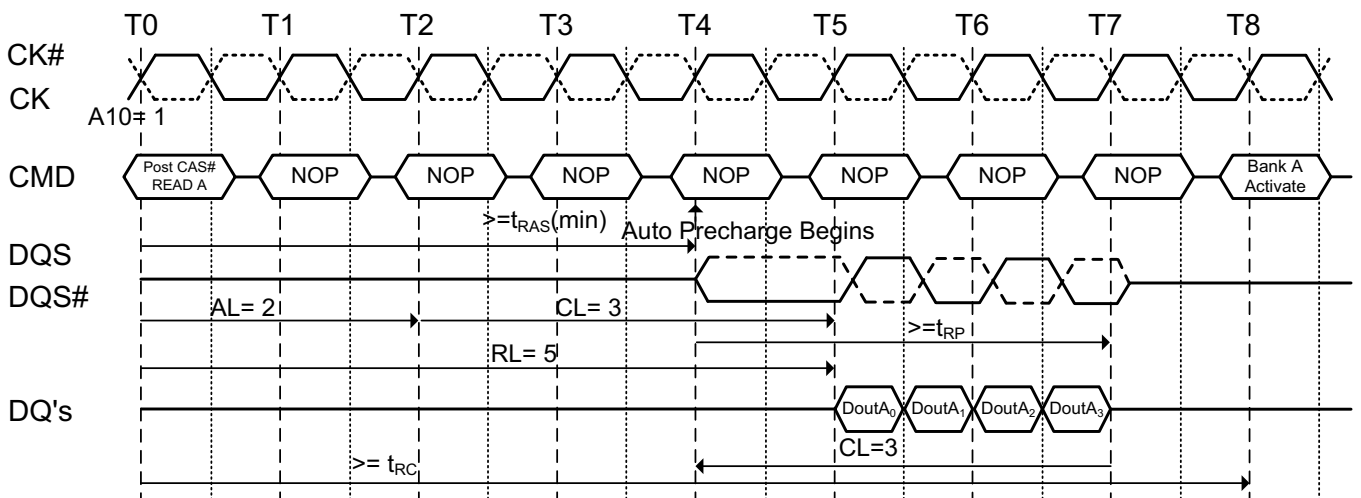 T0 T1 T2 T3 T4 T5 T6 T7 T8
CK#
CK
A10= 1
CMD
Post CAS#
READ A
NOP NOP NOP NOP NOP NOP NOP
Bank A
Activate
>=tRAS(min)
Auto Precharge Begins
DQS
DQS#
AL= 2 CL= 3
>=tRP
RL= 5
DQ's
DoutA0 DoutA1 DoutA2 DoutA3
CL=3
>= tRC